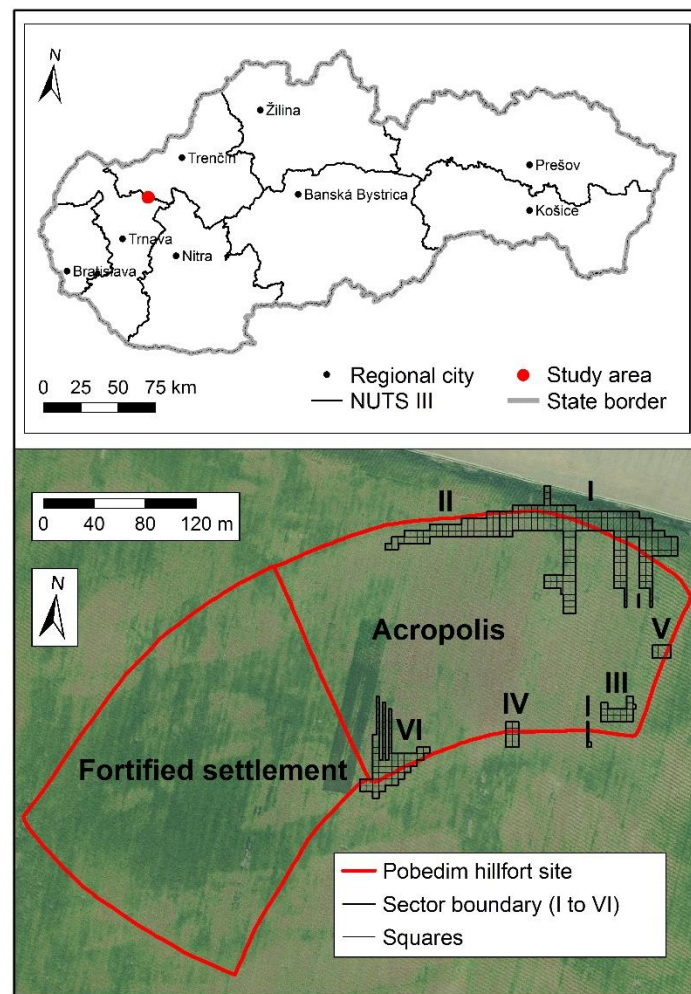 N
Žilina
Trenčín
Prešov
Banská Bystrica
Košice
Trnava
Nitra
Bratislava
Regional city
Study area
0 25 50 75 km
NUTS III
State border
0 40 80 120 m
II
I
N
I
Acropolis
V
III
IV
I
VI
Fortified settlement
Pobedim hillfort site
Sector boundary (I to VI)
Squares